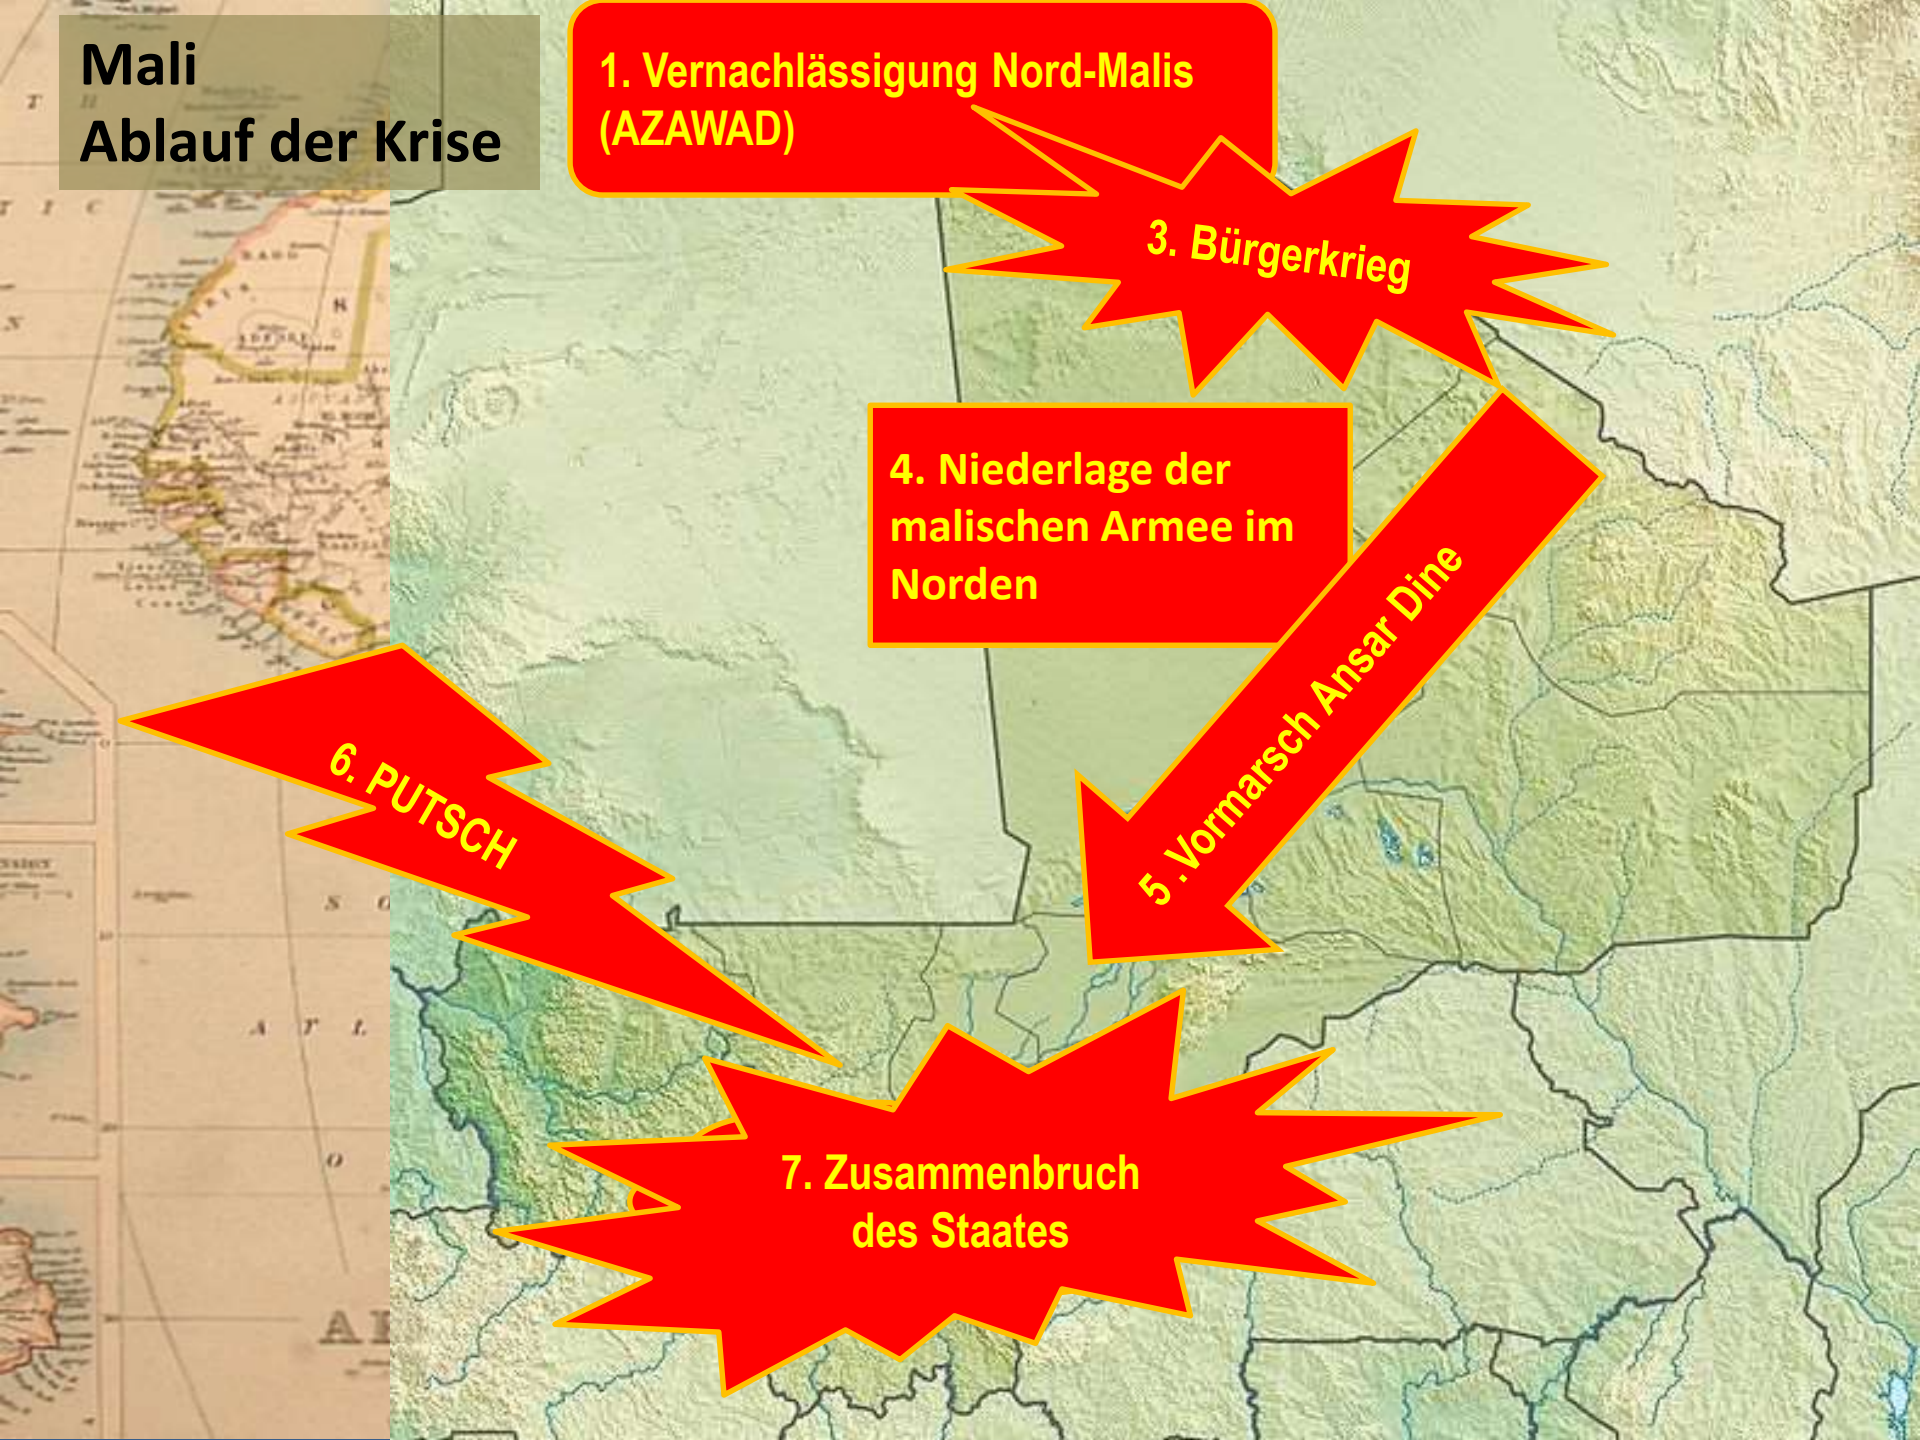 Mali
Ablauf der Krise
1. Vernachlässigung Nord-Malis
(AZAWAD)
3. Bürgerkrieg
4. Niederlage der
malischen Armee im
Norden
5 .Vormarsch Ansar Dine
6. PUTSCH
7. Zusammenbruch
des Staates